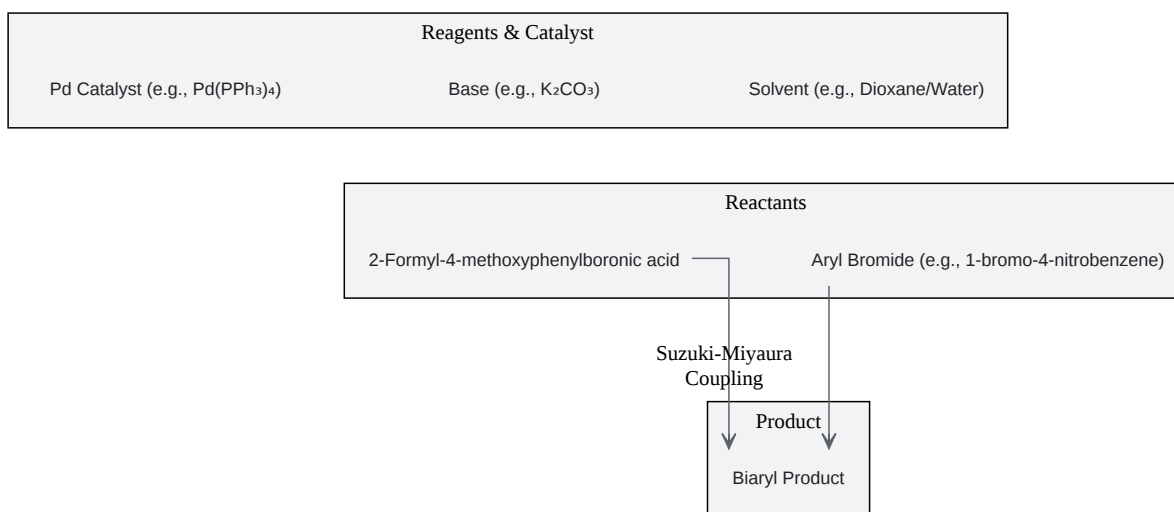 Reagents & Catalyst
Pd Catalyst (e.g., Pd(PPh₃)₄)
Base (e.g., K₂CO₃)
Solvent (e.g., Dioxane/Water)
Reactants
2-Formyl-4-methoxyphenylboronic acid
Aryl Bromide (e.g., 1-bromo-4-nitrobenzene)
Suzuki-Miyaura
Coupling
Product
Biaryl Product